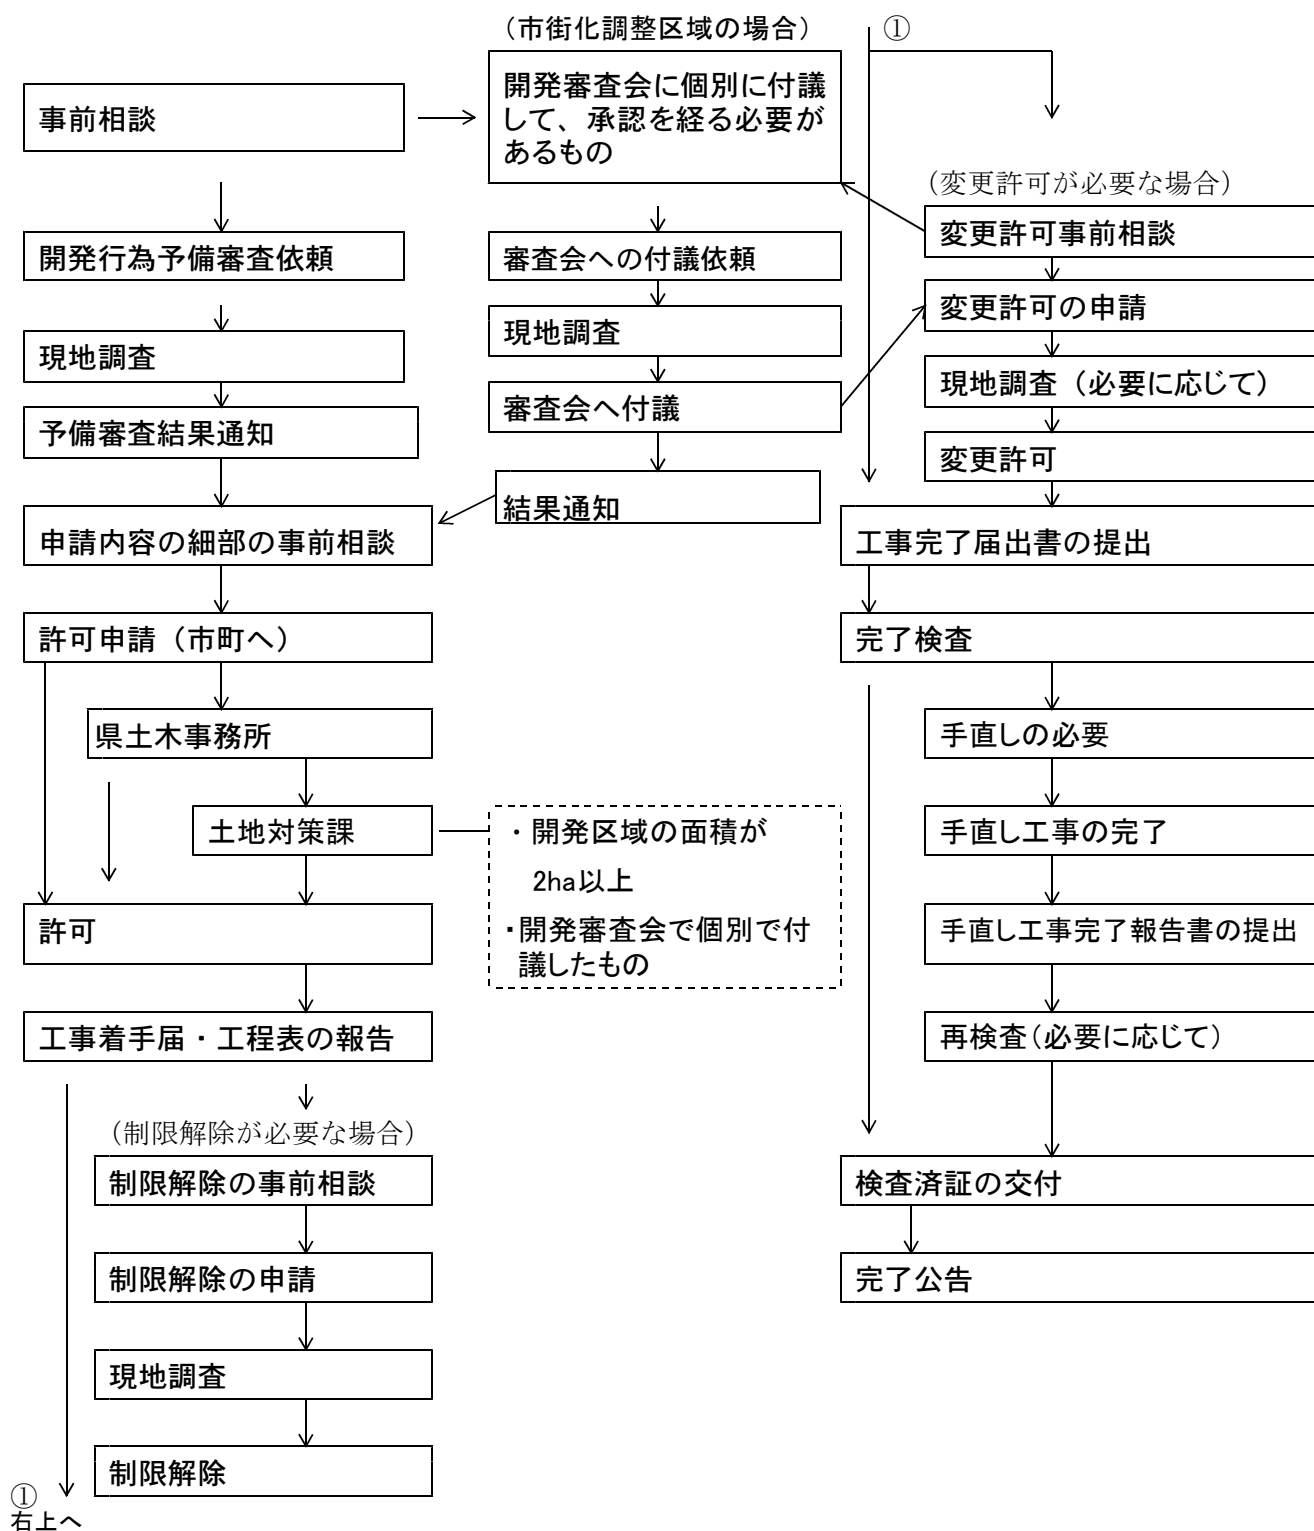 事前相談
開発行為予備審査依頼
現地調査
予備審査結果通知
申請内容の細部の事前相談
許可申請（市町へ）
県土木事務所
土地対策課
許可
工事着手届・工程表の報告
（制限解除が必要な場合）
制限解除の事前相談
制限解除の申請
現地調査
制限解除
①
右上へ
（市街化調整区域の場合）
開発審査会に個別に付議
して、承認を経る必要が
あるもの
審査会への付議依頼
現地調査
審査会へ付議
結果通知
・開発区域の面積が
2ha以上
・開発審査会で個別で付
議したもの
①
（変更許可が必要な場合）
変更許可事前相談
変更許可の申請
現地調査（必要に応じて）
変更許可
工事完了届出書の提出
完了検査
手直しの必要
手直し工事の完了
手直し工事完了報告書の提出
再検査（必要に応じて）
検査済証の交付
完了公告